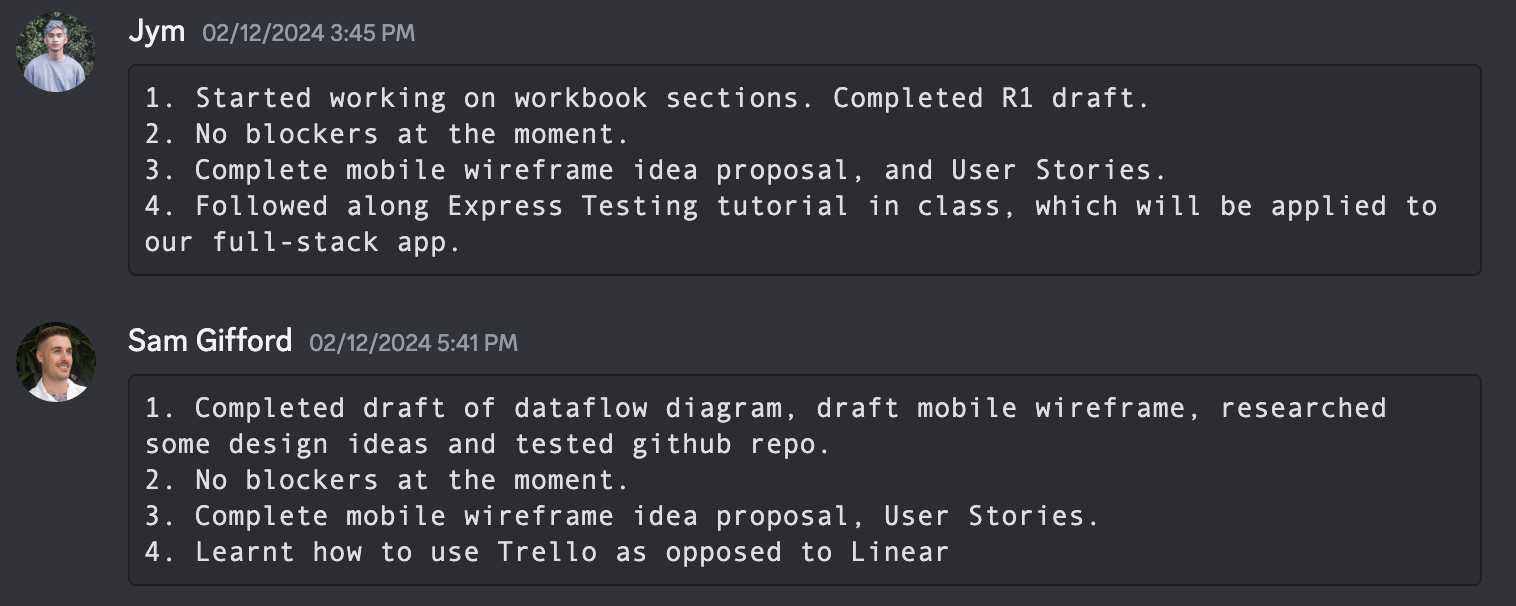 Jym 02/12/2024 3:45 PM
1. Started working on workbook sections. Completed R1 draft.
2. No blockers at the moment.
3. Complete mobile wireframe idea proposal, and User Stories.
4. Followed along Express Testing tutorial in class, which will be applied to
our full-stack app.
Sam Gifford 02/12/2024 5:41 PM
1. Completed draft of dataflow diagram, draft mobile wireframe, researched
some design ideas and tested github repo.
2. No blockers at the moment.
3. Complete mobile wireframe idea proposal, User Stories.
4. Learnt how to use Trello as opposed to Linear